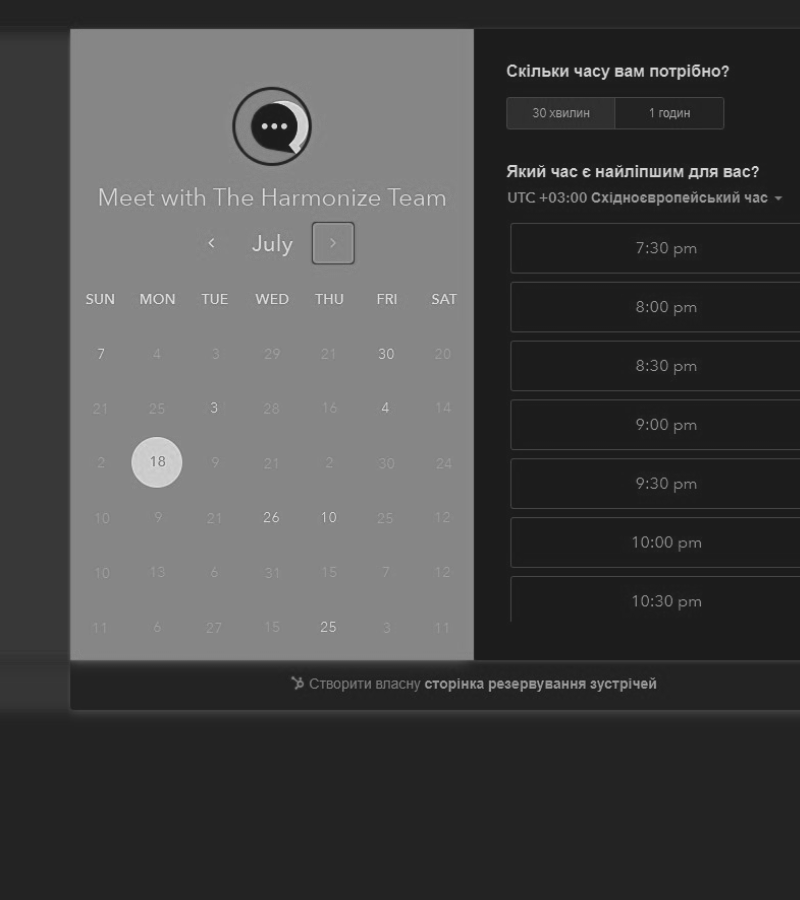 Meet with The Harmonize Team
July
SUN MON TUE WED THU FRI SAT
7 4 3 29 21 30 20
21 25 3 28 16 4 14
2 18 9 21 2 30 24
10 9 21 26 10 25 12
10 13 6 31 15 7 12
11 6 27 15 25 3 11
Скільки часу вам потрібно?
30 хвилин 1 годин
Який час є найліпшим для вас?
UTC +03:00 Східноєвропейський час
7:30 pm
8:00 pm
8:30 pm
9:00 pm
9:30 pm
10:00 pm
10:30 pm
Створити власну сторінка резервування зустрічей